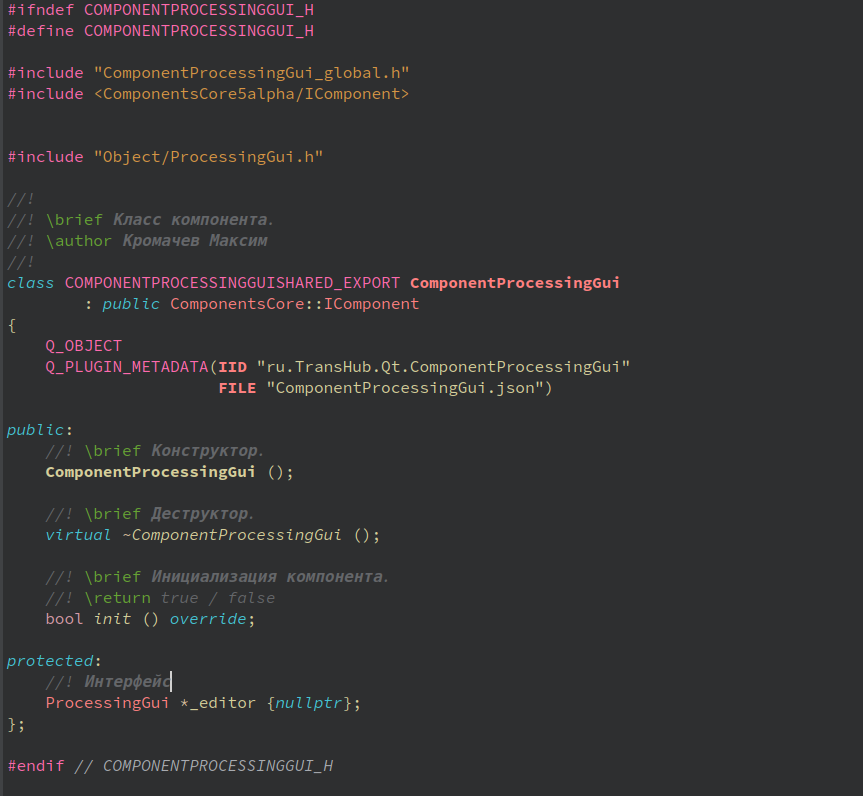 #ifndef COMPONENTPROCESSINGGUI_H
#define COMPONENTPROCESSINGGUI_H
#include "ComponentProcessingGui_global.h"
#include <ComponentsCore5alpha/IComponent>
#include "Object/ProcessingGui.h"
//!
//! \brief Класс компонента.
//! \author Кромачев Максим
//!
class COMPONENTPROCESSINGGUISHARED_EXPORT ComponentProcessingGui
        : public ComponentsCore::IComponent
{
    Q_OBJECT
    Q_PLUGIN_METADATA(IID "ru.TransHub.Qt.ComponentProcessingGui"
                      FILE "ComponentProcessingGui.json")
public:
    //! \brief Конструктор.
    ComponentProcessingGui ();
    //! \brief Деструктор.
    virtual ~ComponentProcessingGui ();
    //! \brief Инициализация компонента.
    //! \return true / false
    bool init () override;
protected:
    //! Интерфейс
    ProcessingGui *_editor {nullptr};
};
#endif // COMPONENTPROCESSINGGUI_H